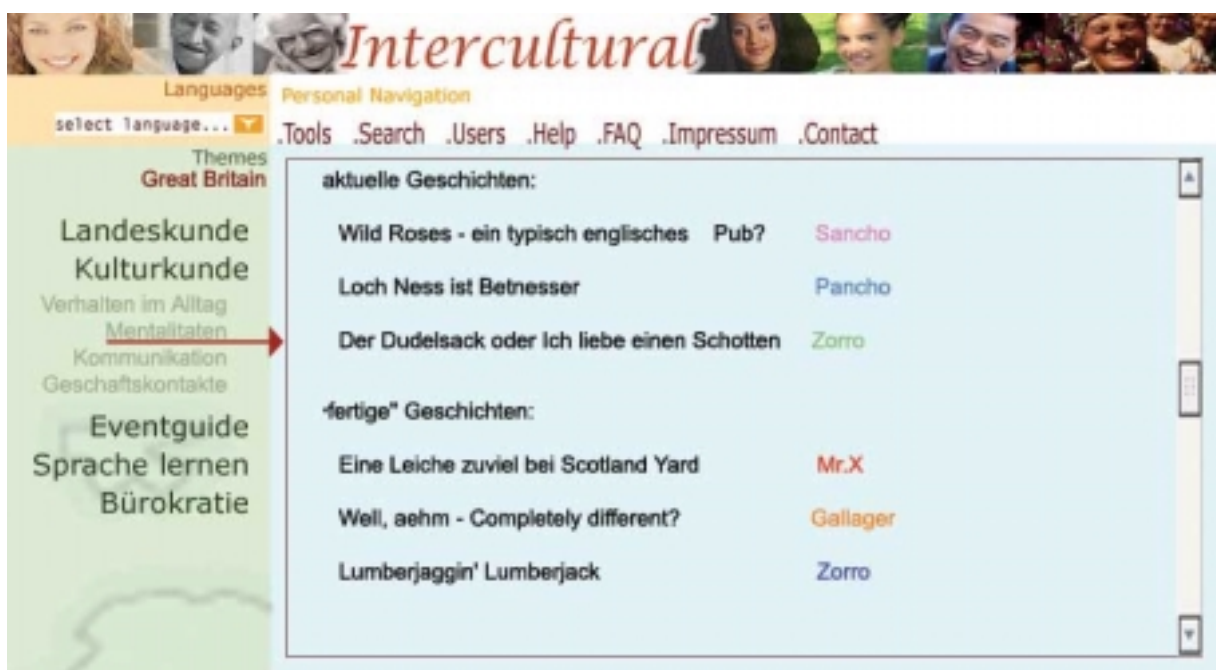 Intercultural
Languages
select language...
Personal Navigation
.Tools .Search .Users .Help .FAQ .Impressum .Contact
Themes
Great Britain
Landeskunde
Kulturkunde
Verhalten im Alltag
Mentalitaten
Kommunikation
Geschaftskontakte
Eventguide
Sprache lernen
Bürokratie
aktuelle Geschichten:
Wild Roses - ein typisch englisches Pub? Sancho
Loch Ness ist Betnesser Pancho
Der Dudelsack oder Ich liebe einen Schotten Zorro
"fertige" Geschichten:
Eine Leiche zuviel bei Scotland Yard Mr.X
Well, aehm - Completely different? Gallager
Lumberjaggin' Lumberjack Zorro